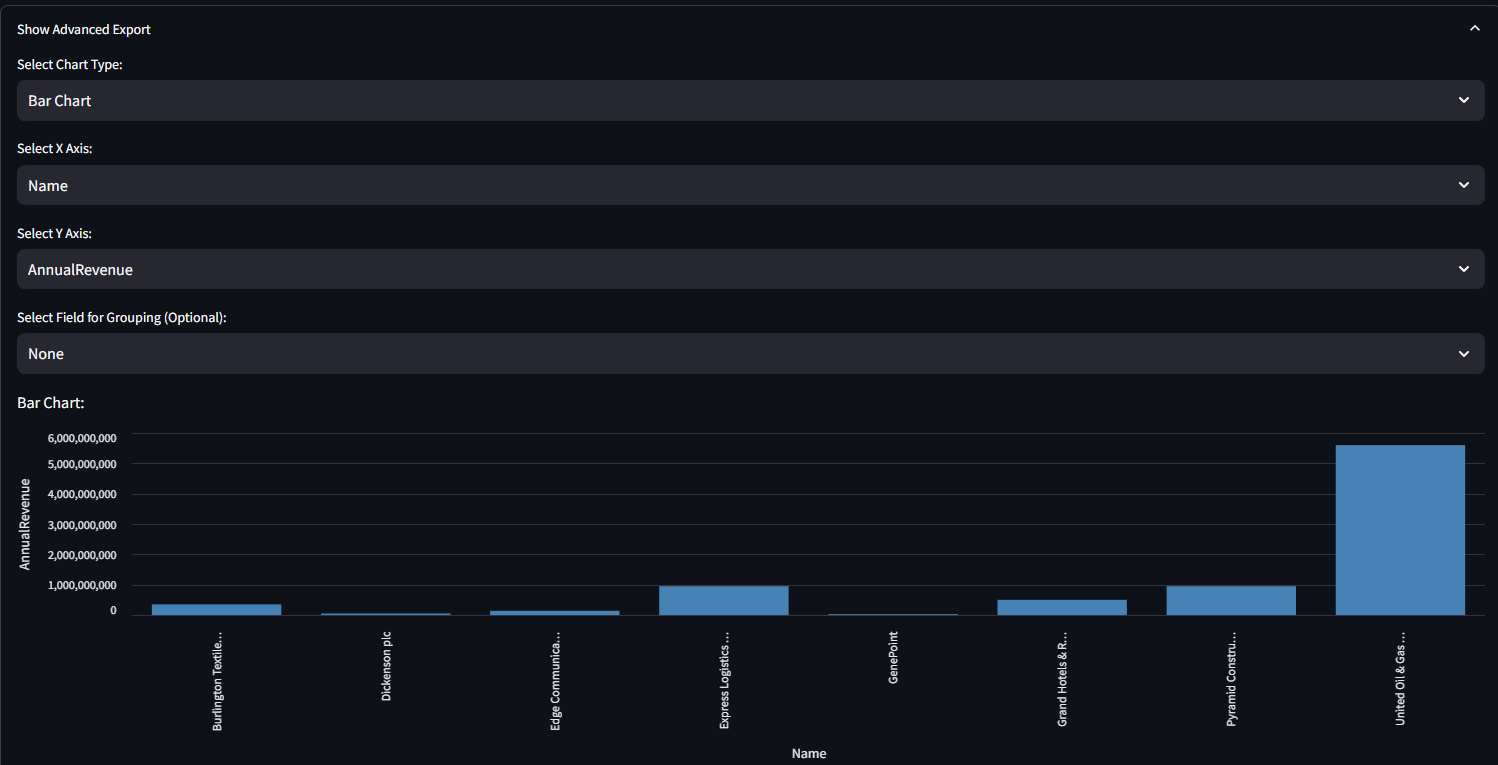 Show Advanced Export
Select Chart Type:
Bar Chart
Select X Axis:
Name
Select Y Axis:
AnnualRevenue
Select Field for Grouping (Optional):
None
Bar Chart:
6,000,000,000
5,000,000,000
4,000,000,000
3,000,000,000
2,000,000,000
1,000,000,000
0
AnnualRevenue
Burlington Textile…
Dickenson plc
Edge Communica…
Express Logistics …
GenePoint
Grand Hotels & R…
Pyramid Constru…
United Oil & Gas …
Name